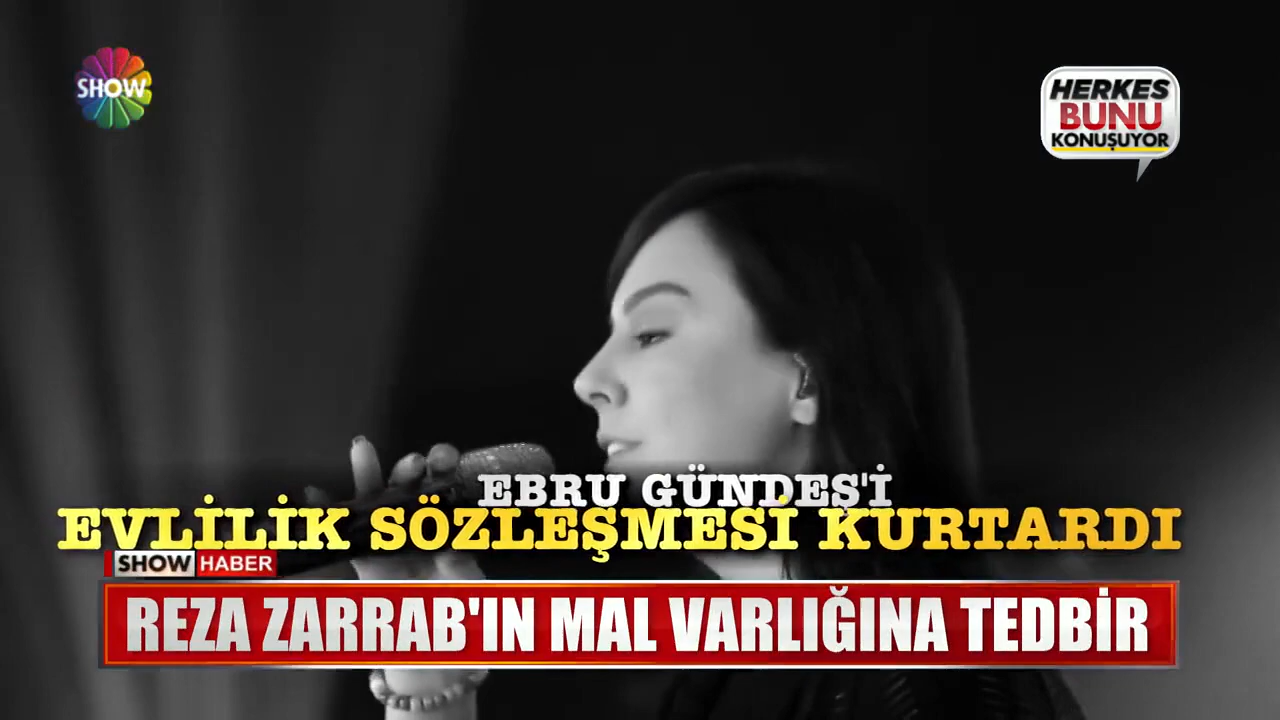 SHOW
HERKES
BUNU
KONUŞUYOR
EBRU GÜNDEŞ'İ
EVLİLİK SÖZLEŞMESİ KURTARDI
SHOW HABER
REZA ZARRAB'IN MAL VARLIĞINA TEDBİR